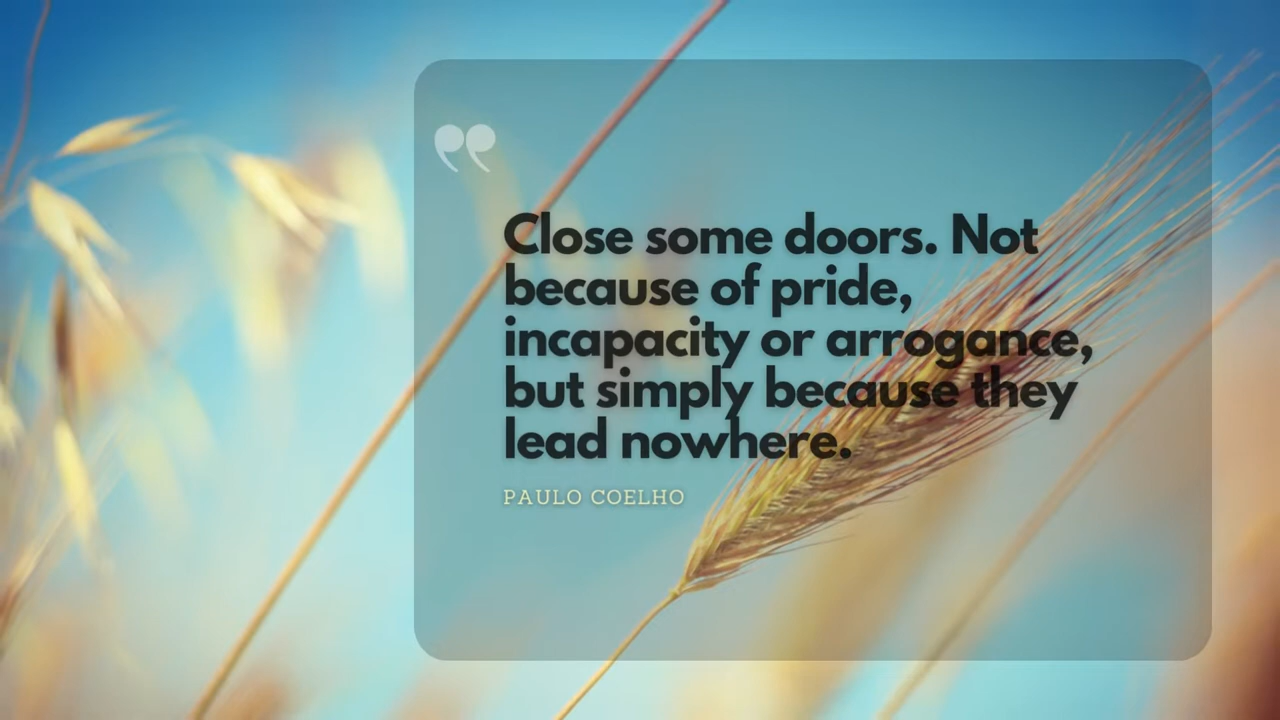 Close some doors. Not
because of pride,
incapacity or arrogance,
but simply because they
lead nowhere.
PAULO COELHO